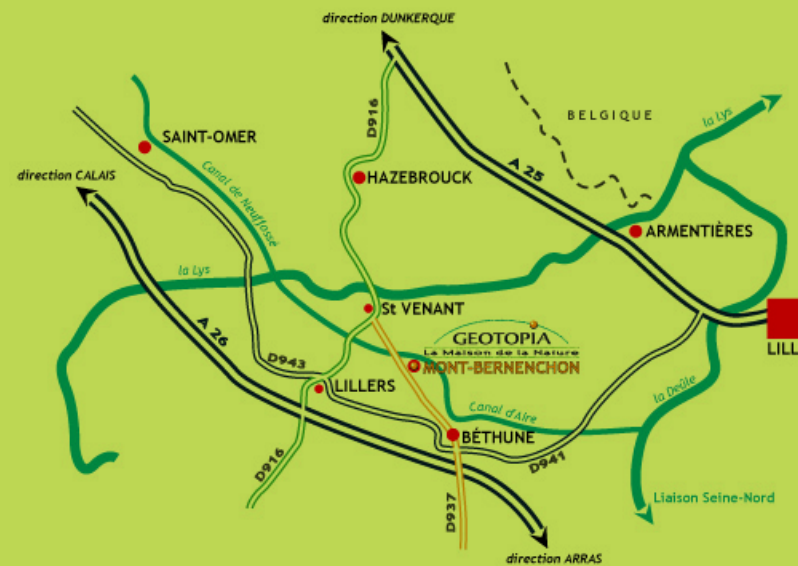 direction DUNKERQUE
BELGIQUE
la Lys
D916
SAINT-OMER
A 25
Canal de Neuffossé
direction CALAIS
HAZEBROUCK
ARMENTIÈRES
la Lys
St VENANT
A 26
GEOTOPIA
La Maison de la Nature
LILL
D943
MONT-BERNENCHON
LILLERS
la Deûle
Canal d'Aire
BÉTHUNE
D941
D916
D937
Liaison Seine-Nord
direction ARRAS